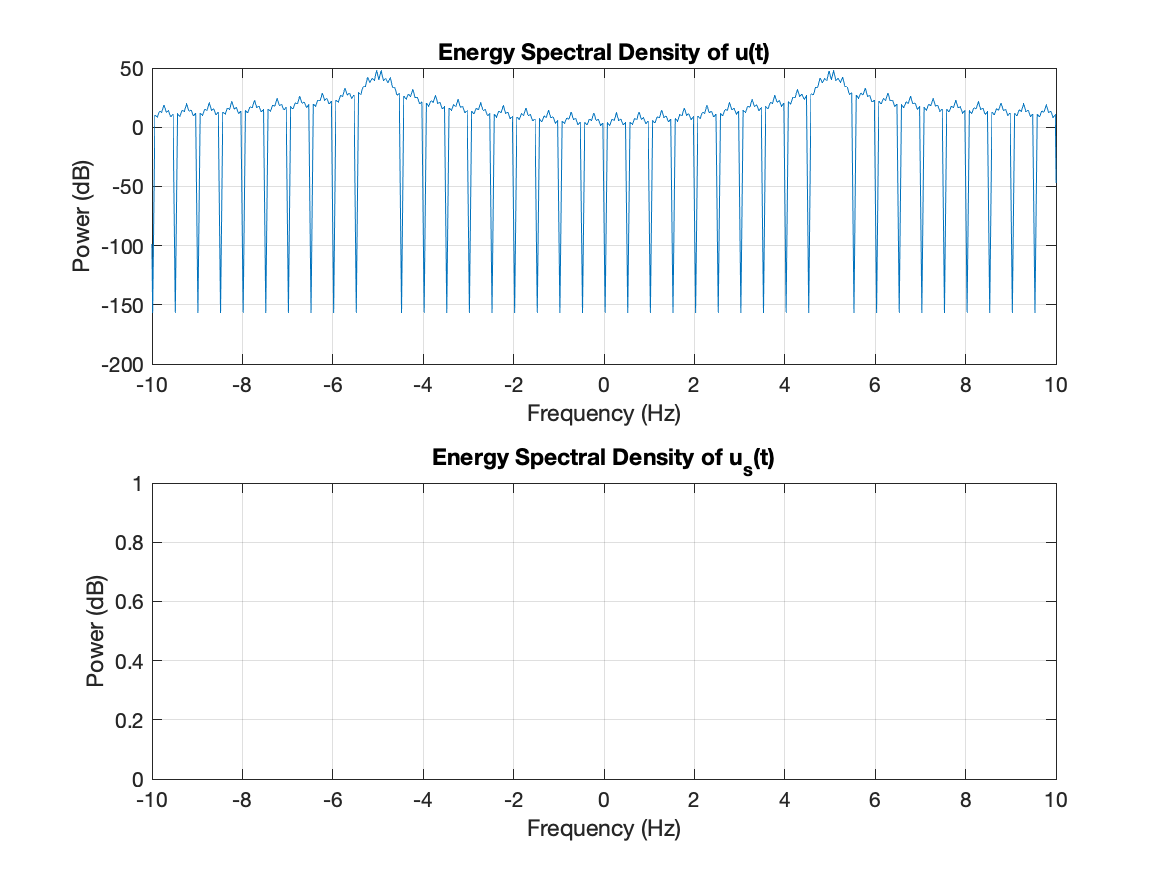 Energy Spectral Density of u(t)
50
0
-50
-100
-150
-200
Power (dB)
-10 -8 -6 -4 -2 0 2 4 6 8 10
Frequency (Hz)
Energy Spectral Density of u_s(t)
1
0.8
0.6
0.4
0.2
0
Power (dB)
-10 -8 -6 -4 -2 0 2 4 6 8 10
Frequency (Hz)